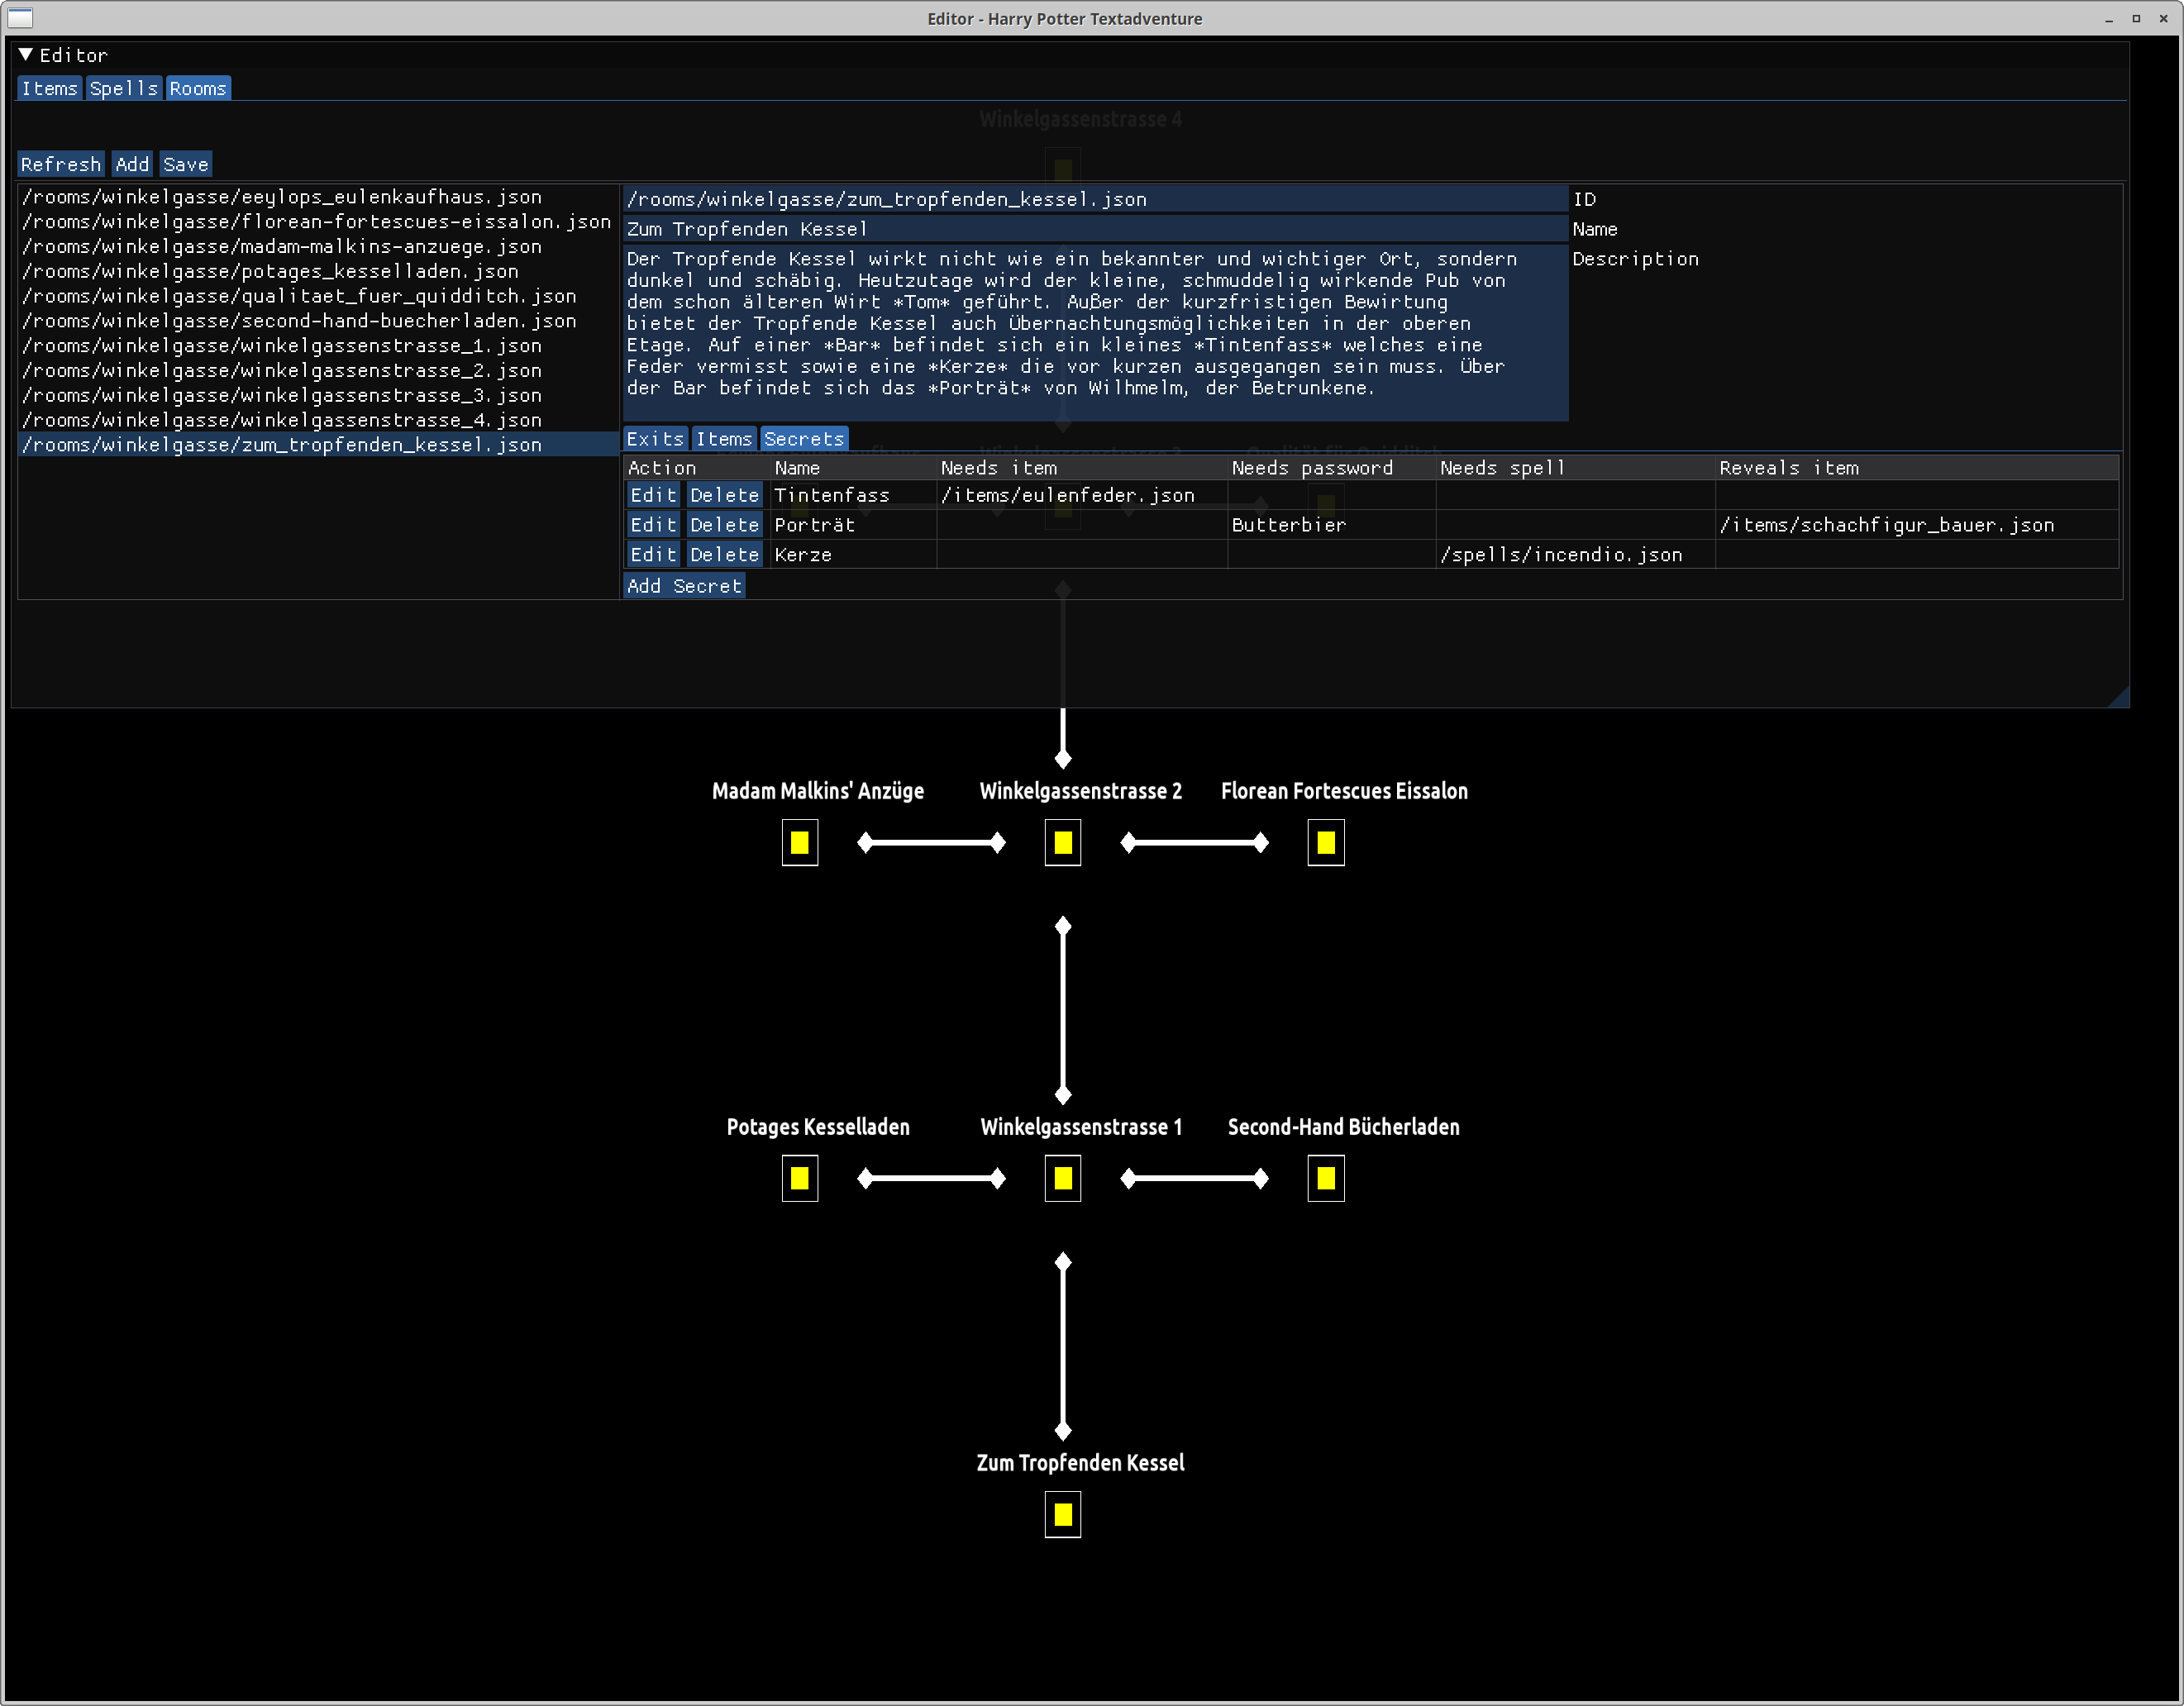 Editor - Harry Potter Textadventure
Editor
Items Spells Rooms
Winkelgassenstrasse 4
Refresh Add Save
/rooms/winkelgasse/eeylops_eulenkaufhaus.json
/rooms/winkelgasse/florean-fortescues-eissalon.json
/rooms/winkelgasse/madam-malkins-anzuege.json
/rooms/winkelgasse/potages_kesselladen.json
/rooms/winkelgasse/qualitaet_fuer_quidditch.json
/rooms/winkelgasse/second-hand-buecherladen.json
/rooms/winkelgasse/winkelgassenstrasse_1.json
/rooms/winkelgasse/winkelgassenstrasse_2.json
/rooms/winkelgasse/winkelgassenstrasse_3.json
/rooms/winkelgasse/winkelgassenstrasse_4.json
/rooms/winkelgasse/zum_tropfenden_kessel.json
/rooms/winkelgasse/zum_tropfenden_kessel.json ID
Zum Tropfenden Kessel Name
Der Tropfende Kessel wirkt nicht wie ein bekannter und wichtiger Ort, sondern Description
dunkel und schäbig. Heutzutage wird der kleine, schmuddelig wirkende Pub von
dem schon älteren Wirt *Tom* geführt. Außer der kurzfristigen Bewirtung
bietet der Tropfende Kessel auch Übernachtungsmöglichkeiten in der oberen
Etage. Auf einer *Bar* befindet sich ein kleines *Tintenfass* welches eine
Feder vermisst sowie eine *Kerze* die vor kurzen ausgegangen sein muss. Über
der Bar befindet sich das *Porträt* von Wilhmelm, der Betrunkene.
Exits Items Secrets
Action Name Needs item Needs password Needs spell Reveals item
Edit Delete Tintenfass /items/eulenfeder.json
Edit Delete Porträt Butterbier /items/schachfigur_bauer.json
Edit Delete Kerze /spells/incendio.json
Add Secret
Madam Malkins' Anzüge Winkelgassenstrasse 2 Florean Fortescues Eissalon
Potages Kesselladen Winkelgassenstrasse 1 Second-Hand Bücherladen
Zum Tropfenden Kessel